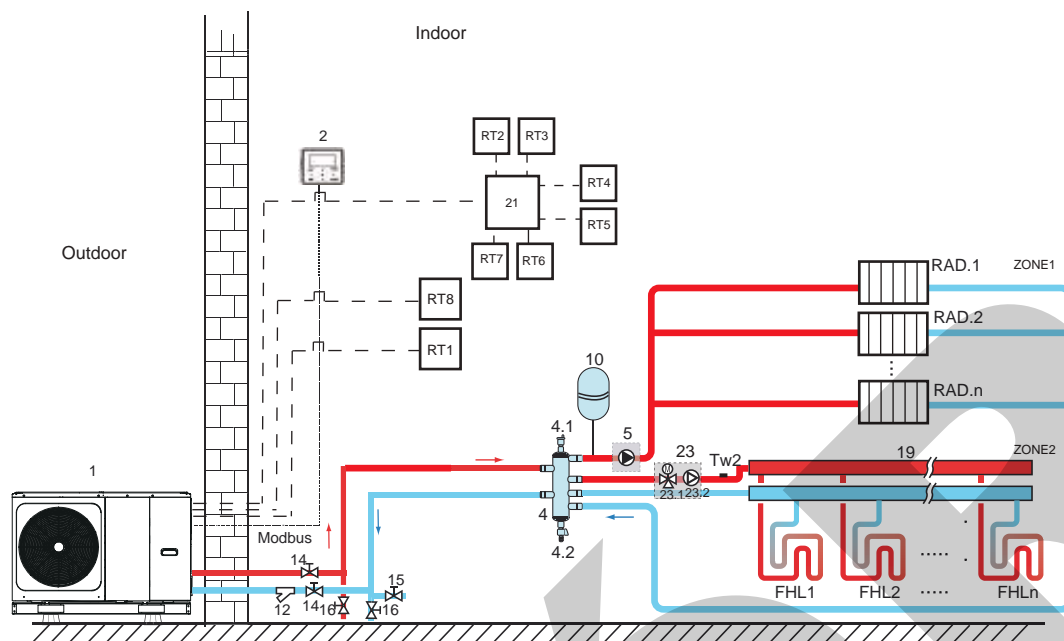 Indoor
Outdoor
2
RT2
RT3
RT4
21
RT5
RT7
RT6
RT8
RT1
RAD.1
ZONE1
RAD.2
RAD.n
10
4.1
5
23
Tw2
19
ZONE2
23.1
23.2
4
4.2
1
Modbus
14
12
14
16
16
15
FHL1
FHL2
FHLn